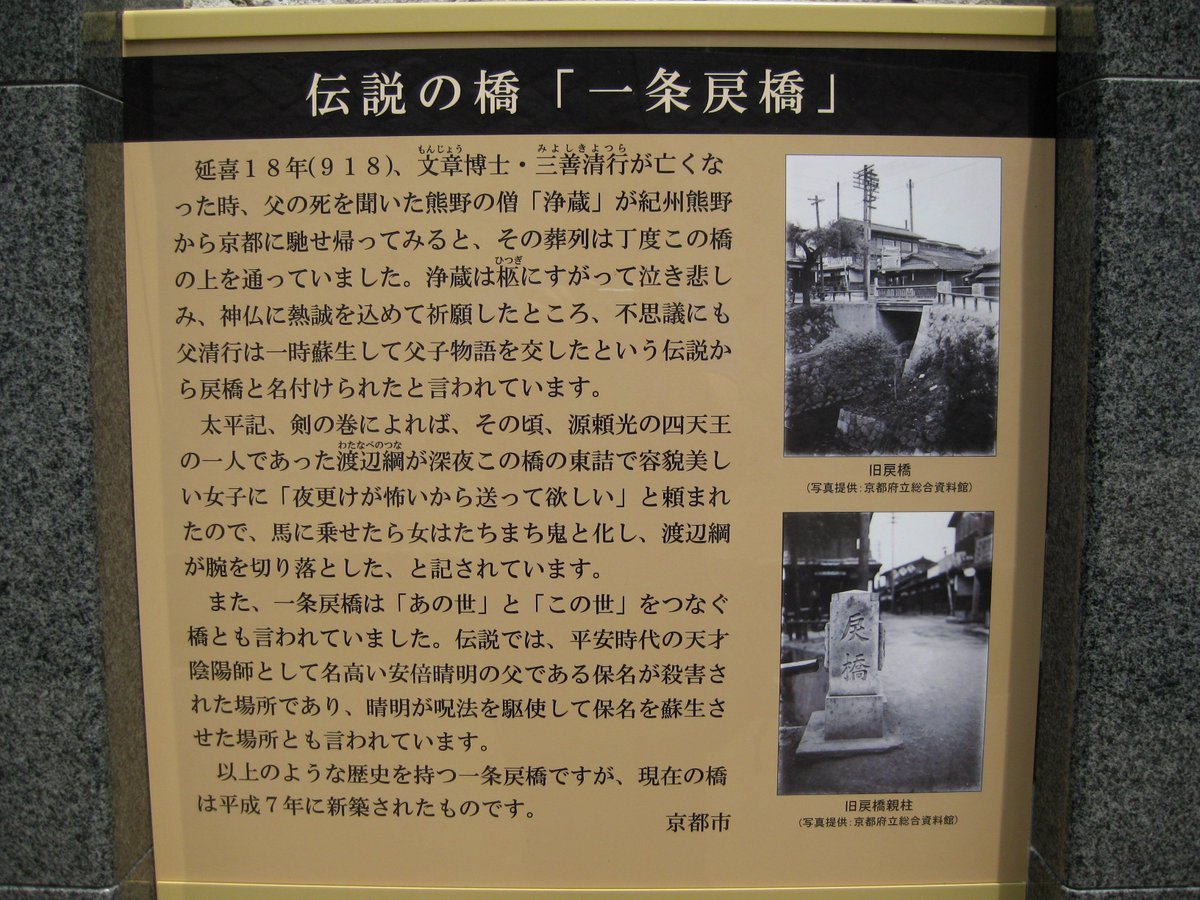 伝説の橋「一条戻橋」
延喜18年(918)、文章博士・三善清行が亡くな
った時、父の死を聞いた熊野の僧「浄蔵」が紀州熊野
から京都に馳せ帰ってみると、その葬列は丁度この橋
の上を通っていました。浄蔵は柩にすがって泣き悲し
み、神仏に熱誠を込めて祈願したところ、不思議にも
父清行は一時蘇生して父子物語を交したという伝説か
ら戻橋と名付けられたと言われています。
太平記、剣の巻によれば、その頃、源頼光の四天王
の一人であった渡辺綱が深夜この橋の東詰で容貌美し
い女子に「夜更けが怖いから送って欲しい」と頼まれ
たので、馬に乗せたら女はたちまち鬼と化し、渡辺綱
が腕を切り落とした、と記されています。
また、一条戻橋は「あの世」と「この世」をつなぐ
橋とも言われていました。伝説では、平安時代の天才
陰陽師として名高い安倍晴明の父である保名が殺害さ
れた場所であり、晴明が呪法を駆使して保名を蘇生さ
せた場所とも言われています。
以上のような歴史を持つ一条戻橋ですが、現在の橋
は平成7年に新築されたものです。
京都市
もんじょう
みよしきよつら
ひつぎ
わたなべのつな
旧戻橋
(写真提供:京都府立総合資料館)
戻橋
旧戻橋親柱
(写真提供:京都府立総合資料館)